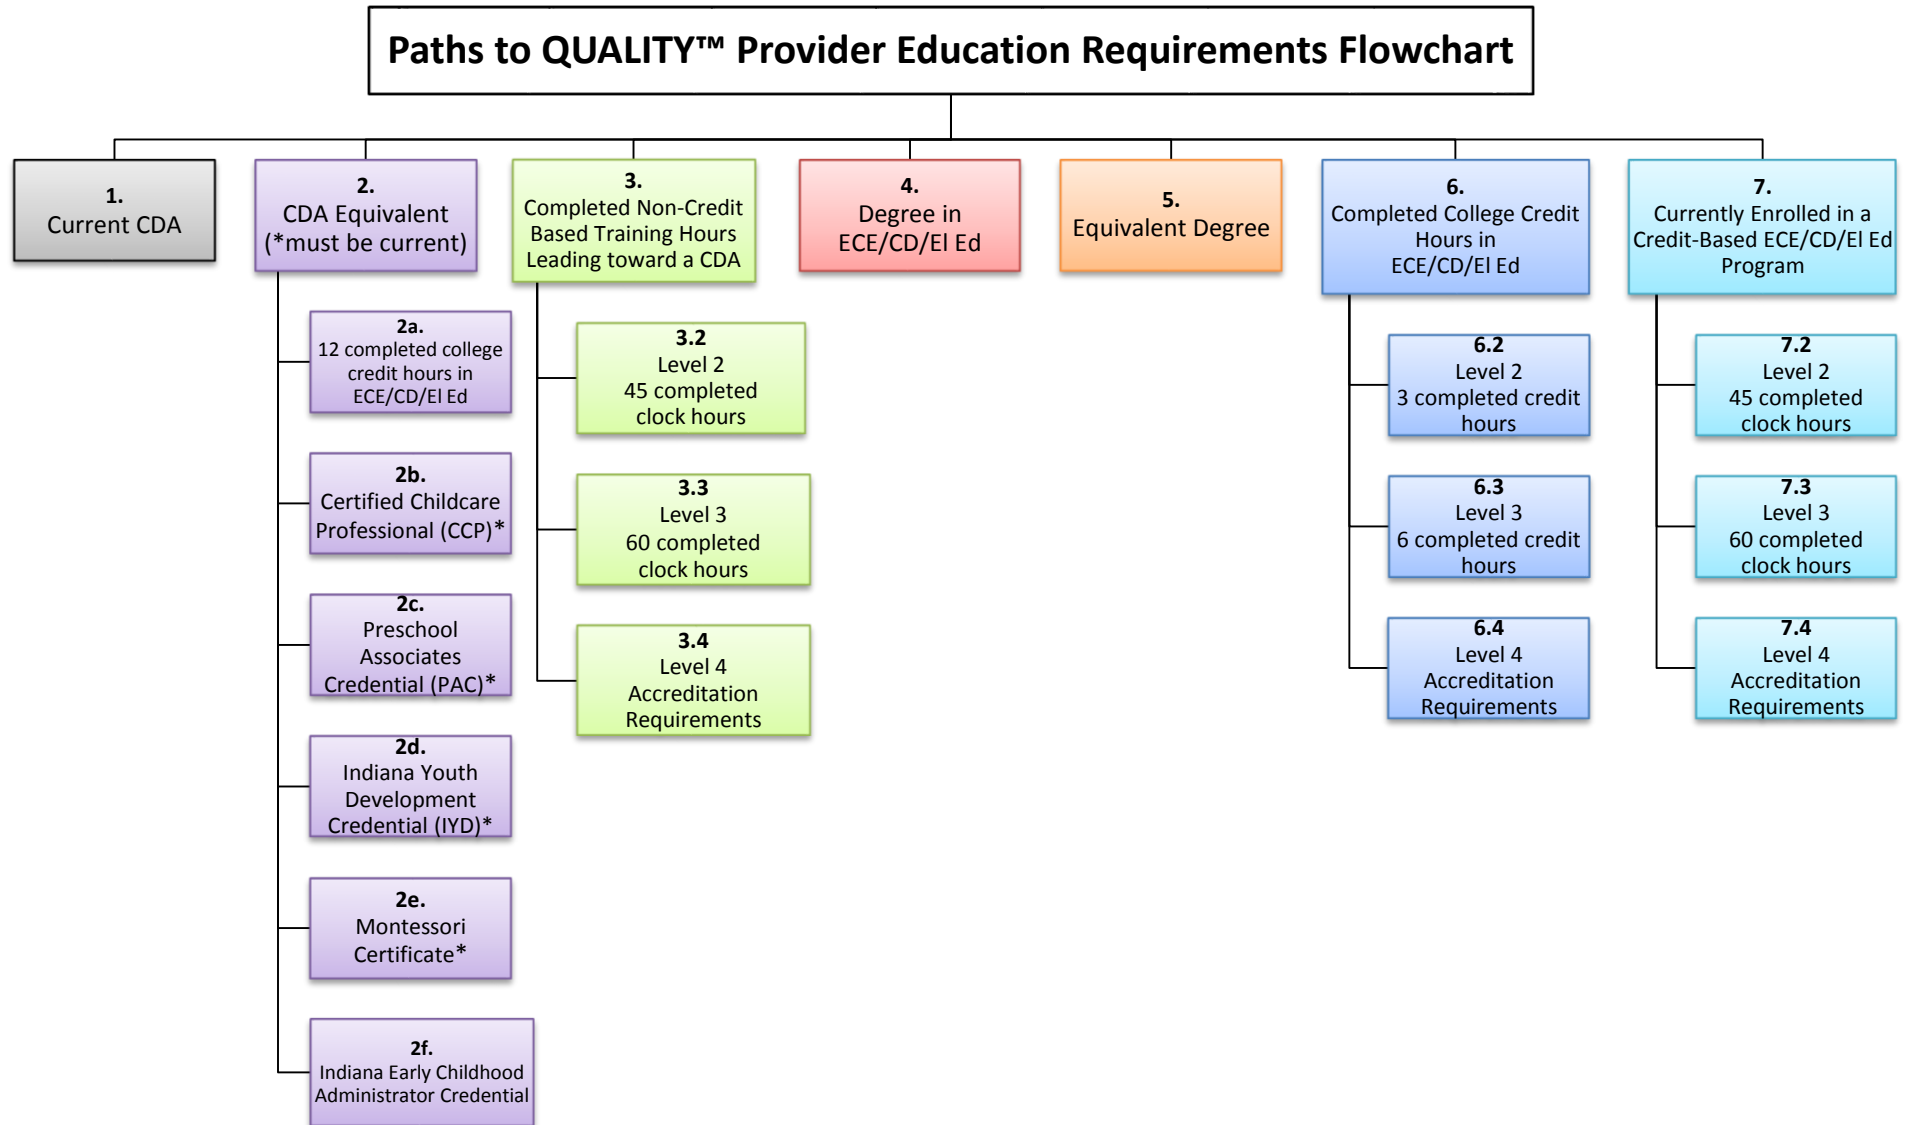 Paths to QUALITY™ Provider Education Requirements Flowchart
1.
Current CDA
2.
CDA Equivalent
(*must be current)
2a.
12 completed college
credit hours in
ECE/CD/El Ed
2b.
Certified Childcare
Professional (CCP)*
2c.
Preschool
Associates
Credential (PAC)*
2d.
Indiana Youth
Development
Credential (IYD)*
2e.
Montessori
Certificate*
2f.
Indiana Early Childhood
Administrator Credential
3.
Completed Non-Credit
Based Training Hours
Leading toward a CDA
3.2
Level 2
45 completed
clock hours
3.3
Level 3
60 completed
clock hours
3.4
Level 4
Accreditation
Requirements
4.
Degree in
ECE/CD/El Ed
5.
Equivalent Degree
6.
Completed College Credit
Hours in
ECE/CD/El Ed
6.2
Level 2
3 completed credit
hours
6.3
Level 3
6 completed credit
hours
6.4
Level 4
Accreditation
Requirements
7.
Currently Enrolled in a
Credit-Based ECE/CD/El Ed
Program
7.2
Level 2
45 completed
clock hours
7.3
Level 3
60 completed
clock hours
7.4
Level 4
Accreditation
Requirements